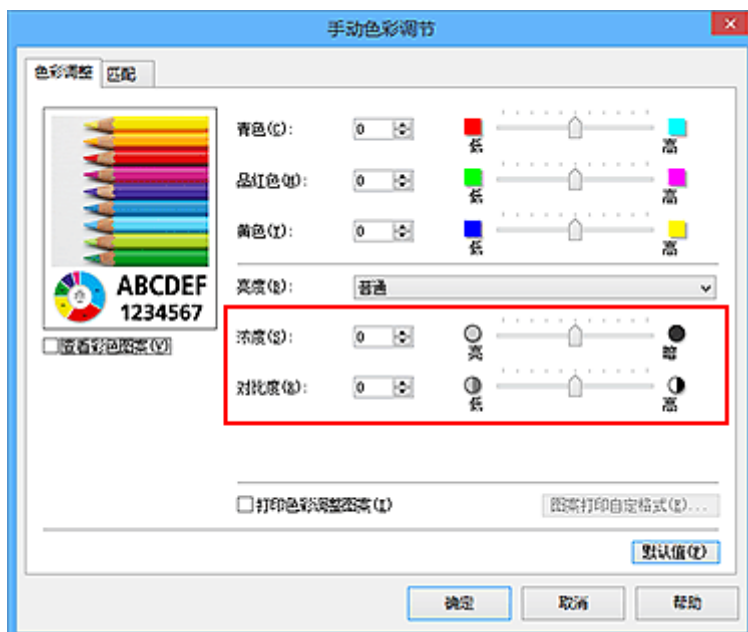 手动色彩调节
色彩调整 匹配
青色(C): 0 低 高
品红色(M): 0 低 高
黄色(Y): 0 低 高
ABCDEF
1234567
亮度(B): 普通
查看彩色图案(V)
浓度(S): 0 亮 暗
对比度(R): 0 低 高
打印色彩调整图案(I) 图案打印自定格式(E)...
默认值(F)
确定 取消 帮助